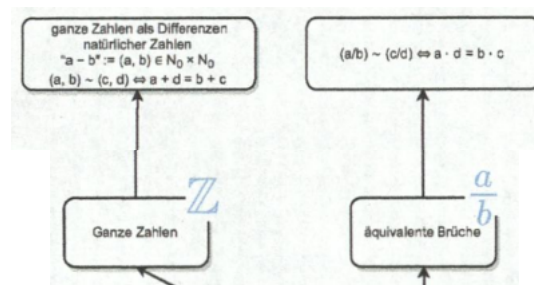 ganze Zahlen als Differenzen
natürlicher Zahlen
"a – b" := (a, b) ∈ N₀ × N₀
(a, b) ~ (c, d) ⇔ a + d = b + c
(a/b) ~ (c/d) ⇔ a · d = b · c
ℤ
Ganze Zahlen
a
b
äquivalente Brüche